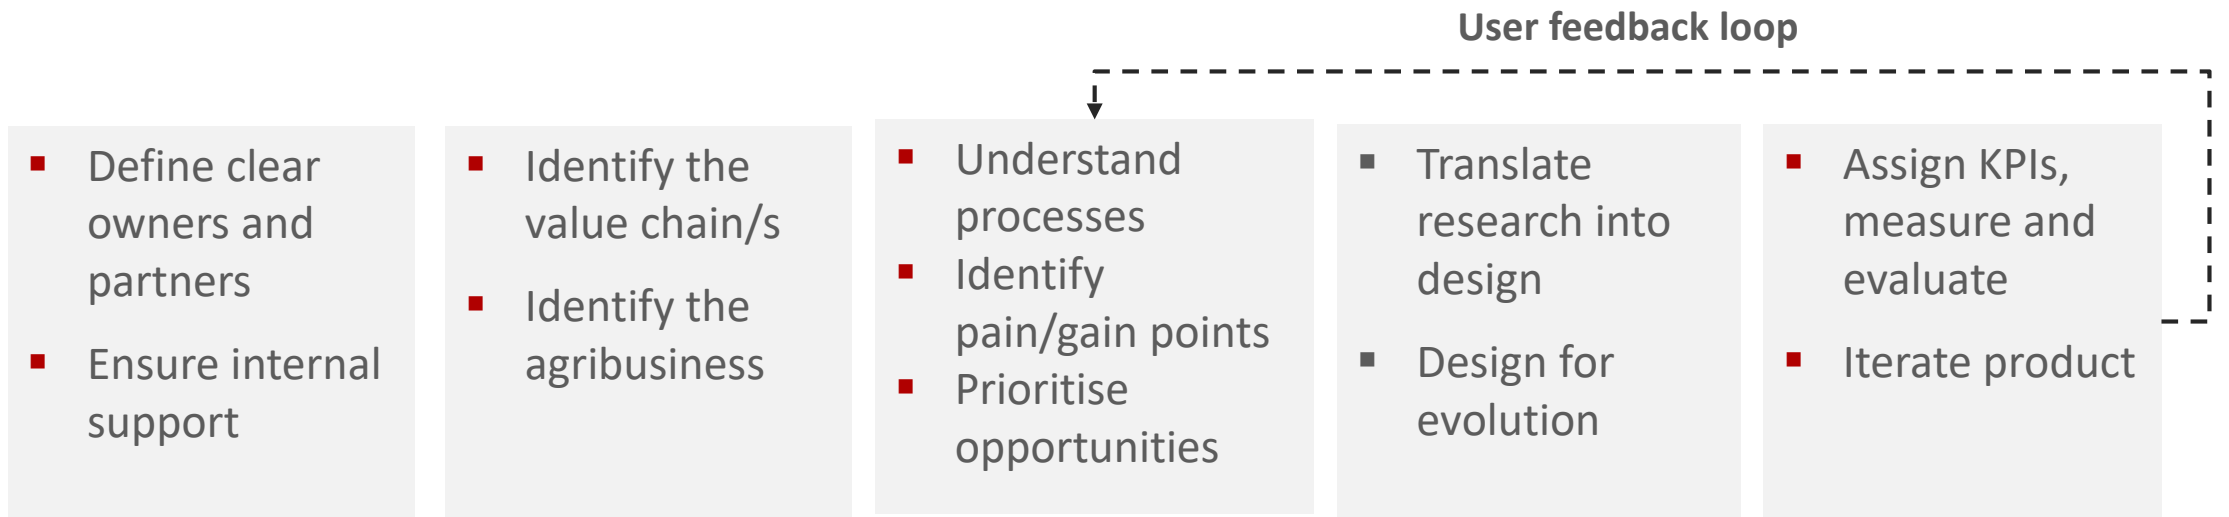 User feedback loop
▪ Define clear
owners and
partners
▪ Ensure internal
support
▪ Identify the
value chain/s
▪ Identify the
agribusiness
▪ Understand
processes
▪ Identify
pain/gain points
▪ Prioritise
opportunities
▪ Translate
research into
design
▪ Design for
evolution
▪ Assign KPIs,
measure and
evaluate
▪ Iterate product